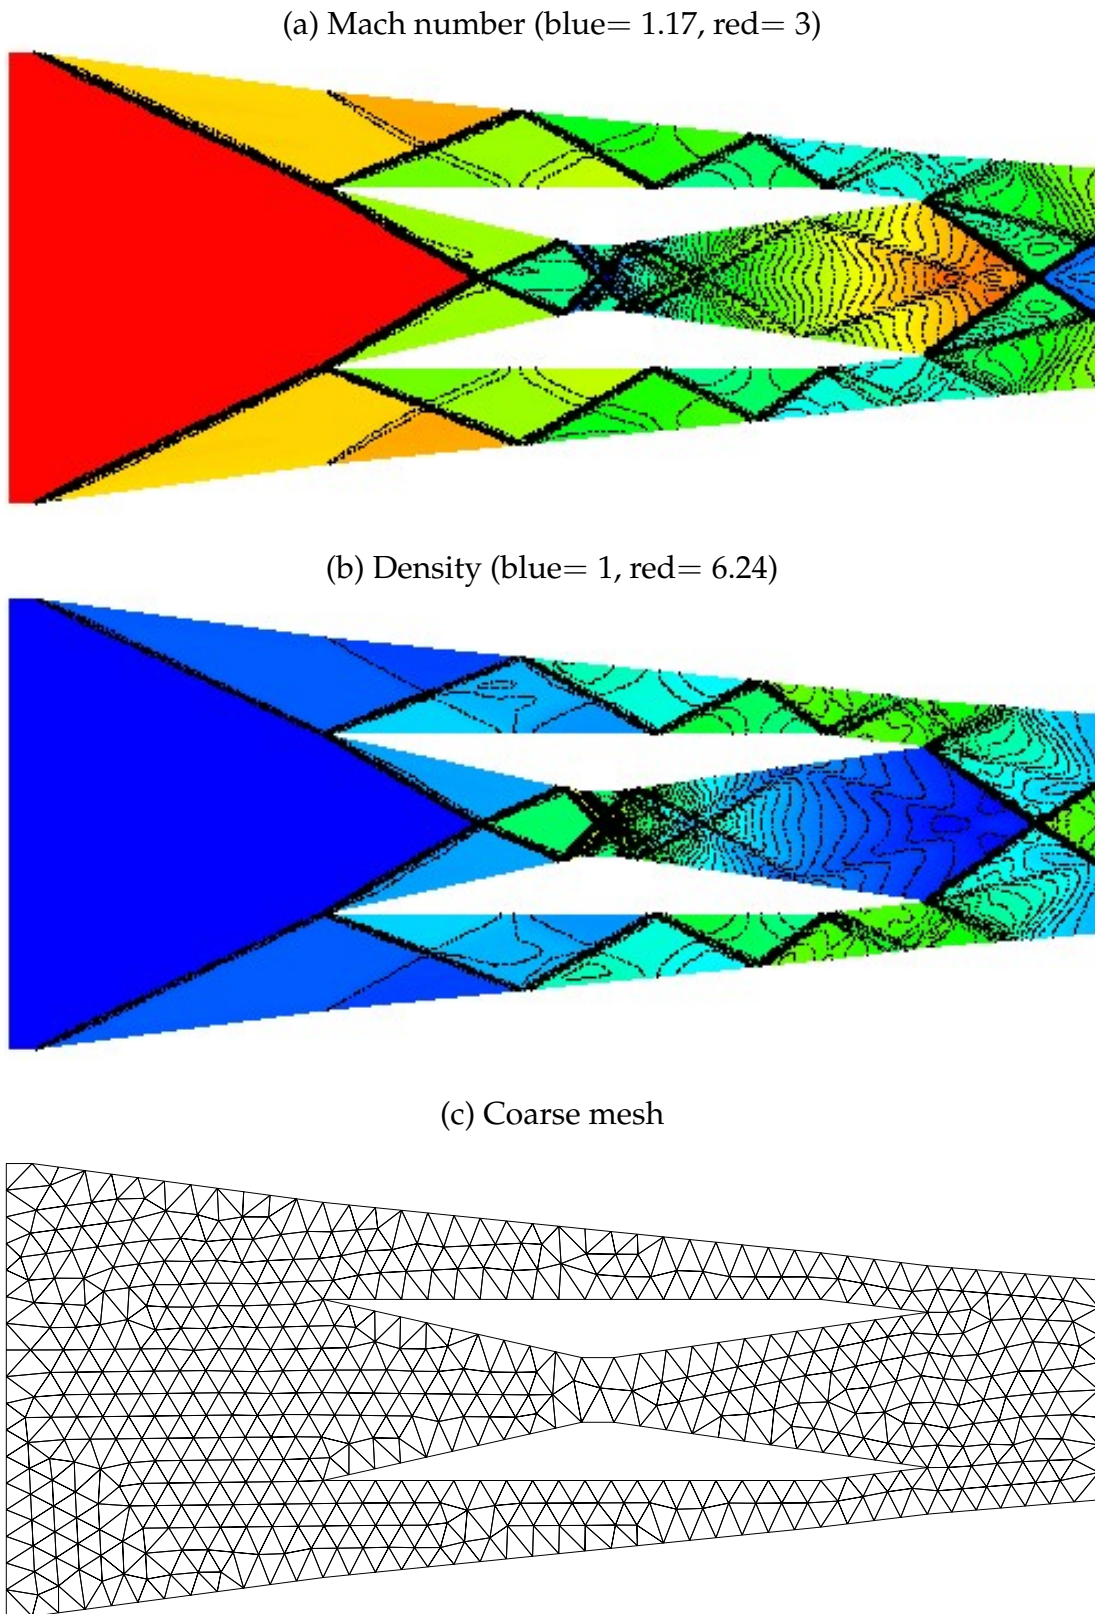 (a) Mach number (blue= 1.17, red= 3)
(b) Density (blue= 1, red= 6.24)
(c) Coarse mesh